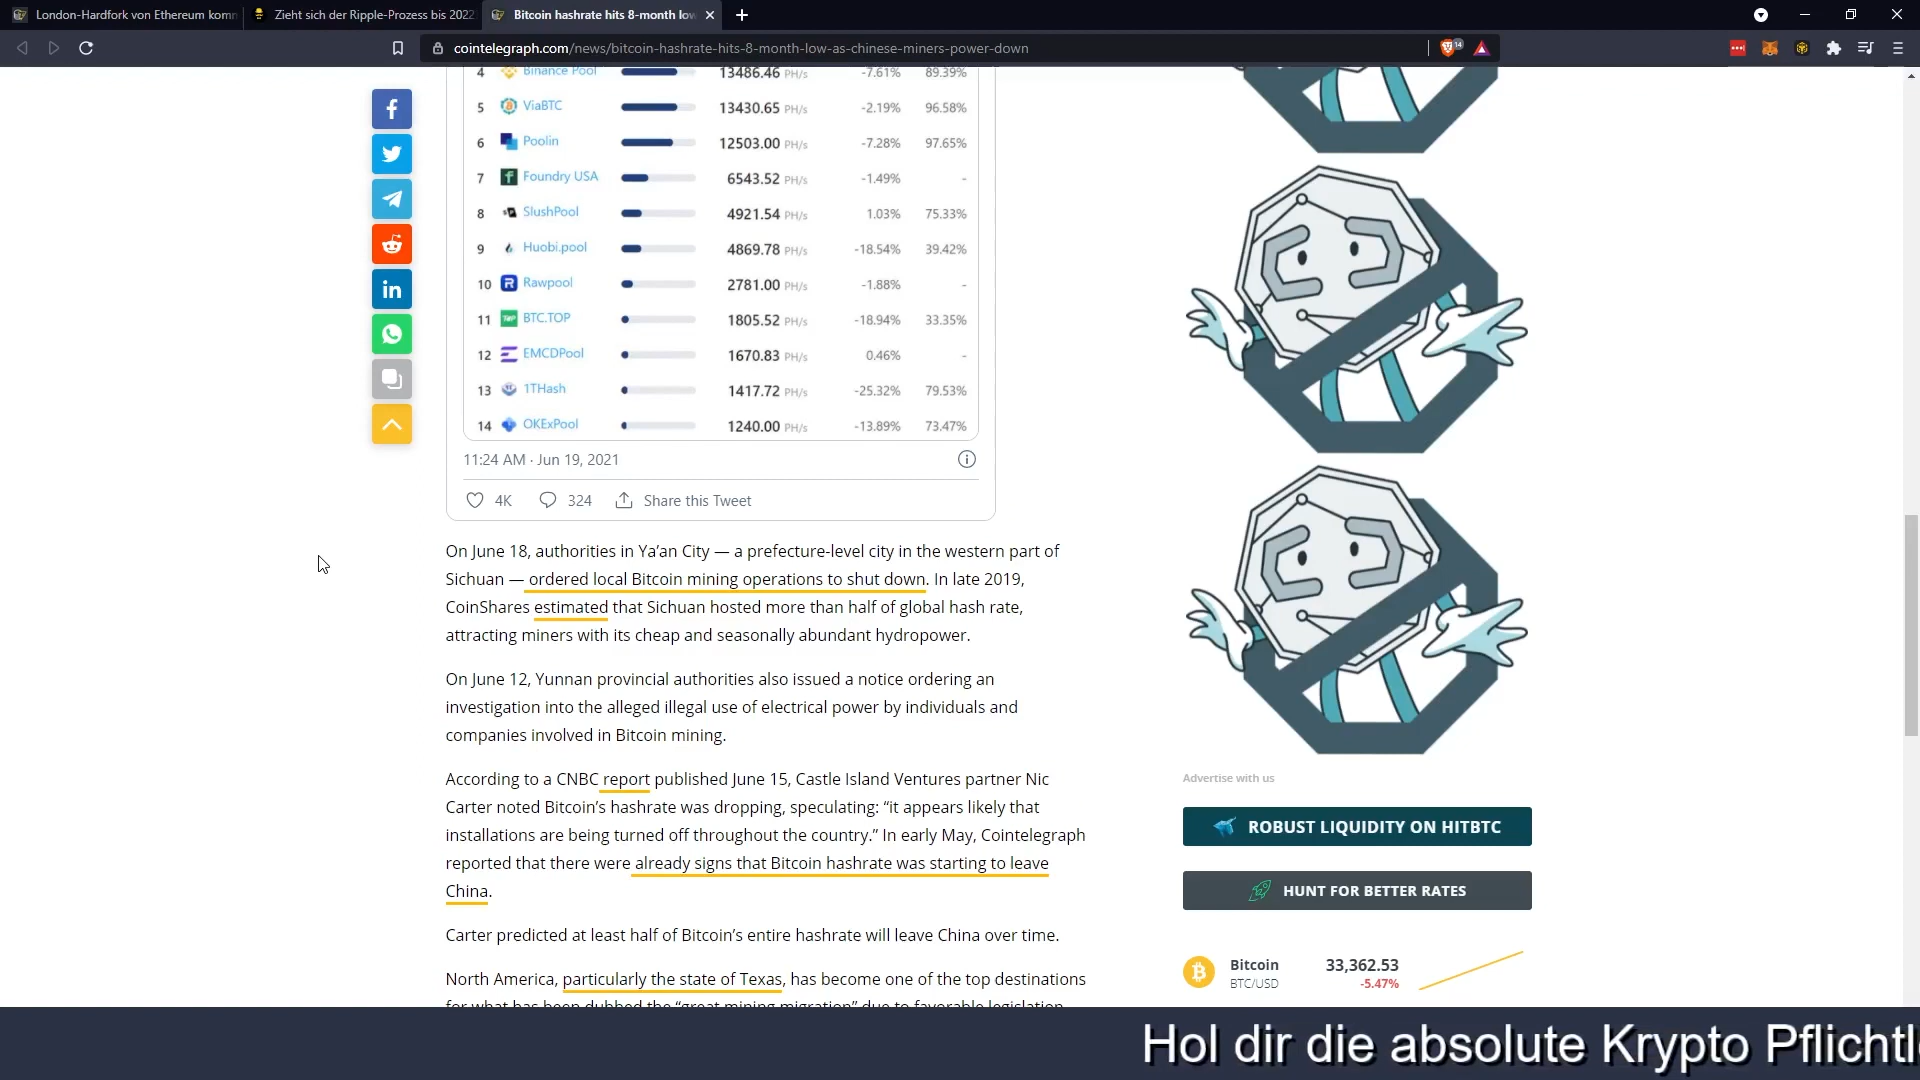 London-Hardfork von Ethereum komm
Zieht sich der Ripple-Prozess bis 2022
Bitcoin hashrate hits 8-month low
cointelegraph.com/news/bitcoin-hashrate-hits-8-month-low-as-chinese-miners-power-down
14
4 Binance Pool 13486.46 PH/s -7.61% 89.39%
5 ViaBTC 13430.65 PH/s -2.19% 96.58%
6 Poolin 12503.00 PH/s -7.28% 97.65%
7 Foundry USA 6543.52 PH/s -1.49% -
8 SlushPool 4921.54 PH/s 1.03% 75.33%
9 Huobi.pool 4869.78 PH/s -18.54% 39.42%
10 Rawpool 2781.00 PH/s -1.88% -
11 BTC.TOP 1805.52 PH/s -18.94% 33.35%
12 EMCDPool 1670.83 PH/s 0.46% -
13 1THash 1417.72 PH/s -25.32% 79.53%
14 OKExPool 1240.00 PH/s -13.89% 73.47%
11:24 AM · Jun 19, 2021
4K 324 Share this Tweet
On June 18, authorities in Ya’an City — a prefecture-level city in the western part of
Sichuan — ordered local Bitcoin mining operations to shut down. In late 2019,
CoinShares estimated that Sichuan hosted more than half of global hash rate,
attracting miners with its cheap and seasonally abundant hydropower.
On June 12, Yunnan provincial authorities also issued a notice ordering an
investigation into the alleged illegal use of electrical power by individuals and
companies involved in Bitcoin mining.
According to a CNBC report published June 15, Castle Island Ventures partner Nic
Carter noted Bitcoin’s hashrate was dropping, speculating: “it appears likely that
installations are being turned off throughout the country.” In early May, Cointelegraph
reported that there were already signs that Bitcoin hashrate was starting to leave
China.
Carter predicted at least half of Bitcoin’s entire hashrate will leave China over time.
North America, particularly the state of Texas, has become one of the top destinations
for what has been dubbed the “great mining migration” due to favorable legislation
Advertise with us
ROBUST LIQUIDITY ON HITBTC
HUNT FOR BETTER RATES
Bitcoin 33,362.53
BTC/USD -5.47%
Hol dir die absolute Krypto Pflichtl